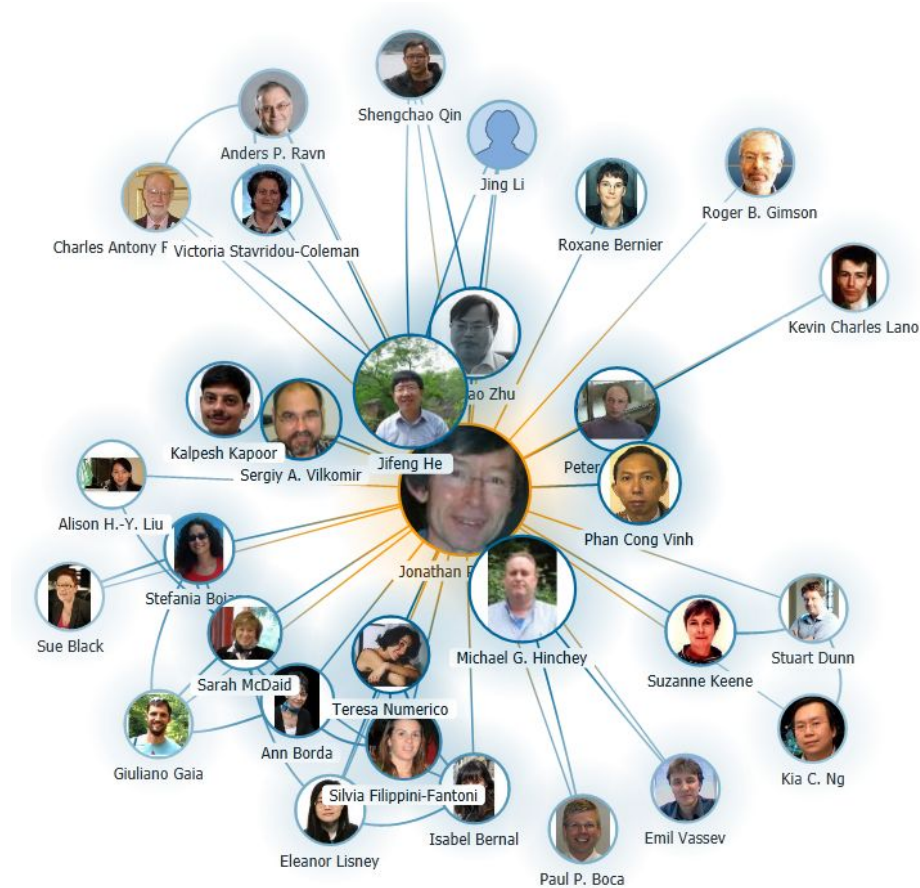 Shengchao Qin
Anders P. Ravn
Jing Li
Roger B. Gimson
Roxane Bernier
Charles Antony
Victoria Stavridou-Coleman
Kevin Charles Lano
Zhu
Kalpesh Kapoor
Jifeng He
Sergiy A. Vilkomir
Peter
Alison H.-Y. Liu
Phan Cong Vinh
Jonathan
Stefania
Sue Black
Michael G. Hinchey
Stuart Dunn
Suzanne Keene
Sarah McDaid
Teresa Numerico
Ann Borda
Giuliano Gaia
Kia C. Ng
Silvia Filippini-Fantoni
Isabel Bernal
Emil Vassev
Eleanor Lisney
Paul P. Boca